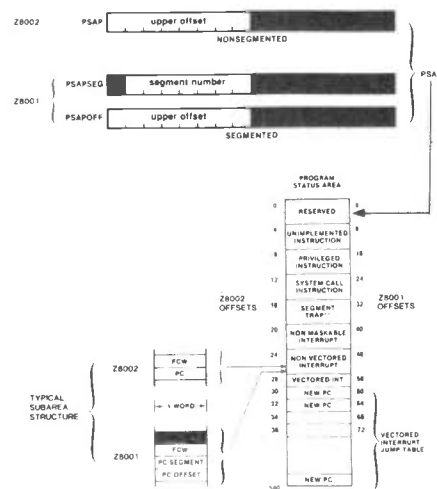 Z8002 PSAP upper offset
NONSEGMENTED
PSAPSEG segment number
Z8001
PSAPOFF upper offset
SEGMENTED
PSA
PROGRAM
STATUS AREA
0 RESERVED 0
4 UNIMPLEMENTED INSTRUCTION 8
8 PRIVILEGED INSTRUCTION 16
12 SYSTEM CALL INSTRUCTION 24
Z8002 OFFSETS
Z8001 OFFSETS
SEGMENT TRAP 32
20 NON MASKABLE INTERRUPT 40
24 NON VECTORED INTERRUPT 48
VECTORED INT 56
30 NEW PC 60
32 NEW PC 64
34 68
36 72
NEW PC
VECTORED INTERRUPT JUMP TABLE
TYPICAL SUBAREA STRUCTURE
Z8002
FCW
PC
WORD
Z8001
FCW
PC SEGMENT
PC OFFSET